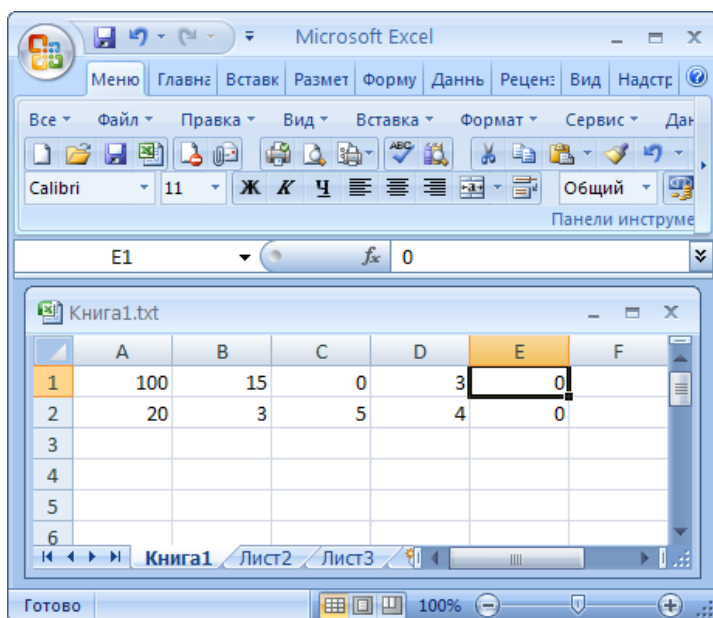 Microsoft Excel
Меню Главна Вставк Размет Форму Даннь Реценз Вид Надстр
Все Файл Правка Вид Вставка Формат Сервис Дан
ABC
Calibri 11 Ж К Ч a Общий
Панели инструме
E1 fx 0
Книга1.txt
A B C D E F
1 100 15 0 3 0
2 20 3 5 4 0
3
4
5
6
Книга1 Лист2 Лист3
Готово 100%